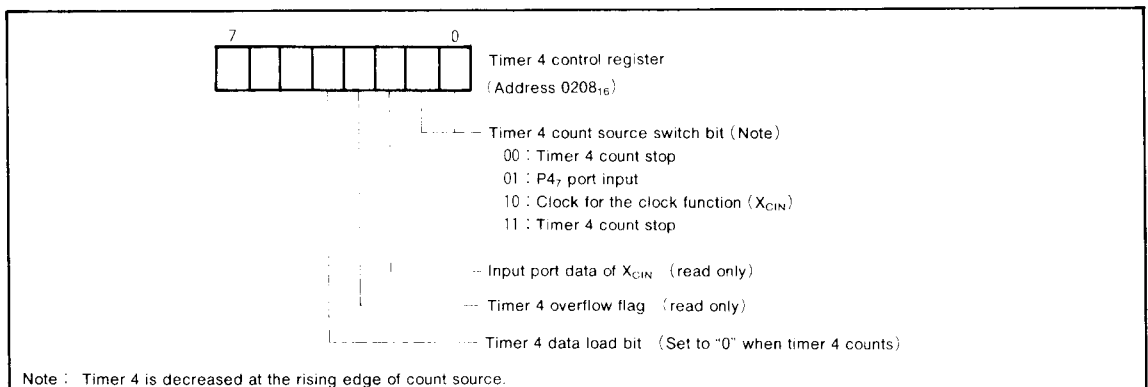 7 0
Timer 4 control register
(Address 0208₁₆)
Timer 4 count source switch bit (Note)
00 : Timer 4 count stop
01 : P4₇ port input
10 : Clock for the clock function (X_CIN)
11 : Timer 4 count stop
Input port data of X_CIN (read only)
Timer 4 overflow flag (read only)
Timer 4 data load bit (Set to "0" when timer 4 counts)
Note : Timer 4 is decreased at the rising edge of count source.